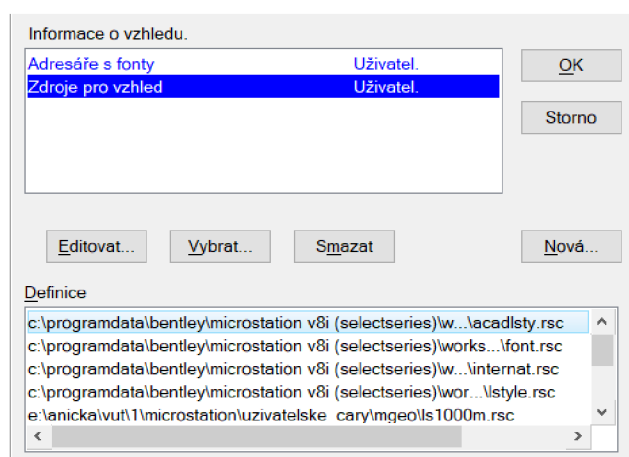 Informace o vzhledu.
Adresáře s fonty Uživatel.
Zdroje pro vzhled Uživatel.
OK
Storno
Editovat... Vybrat... Smazat Nová...
Definice
c:\programdata\bentley\microstation v8i (selectseries)\w...\acadlsty.rsc
c:\programdata\bentley\microstation v8i (selectseries)\works...\font.rsc
c:\programdata\bentley\microstation v8i (selectseries)\w...\internat.rsc
c:\programdata\bentley\microstation v8i (selectseries)\wor...\lstyle.rsc
e:\anicka\vut\1\microstation\uzivatelske_cary\mgeo\ls1000m.rsc